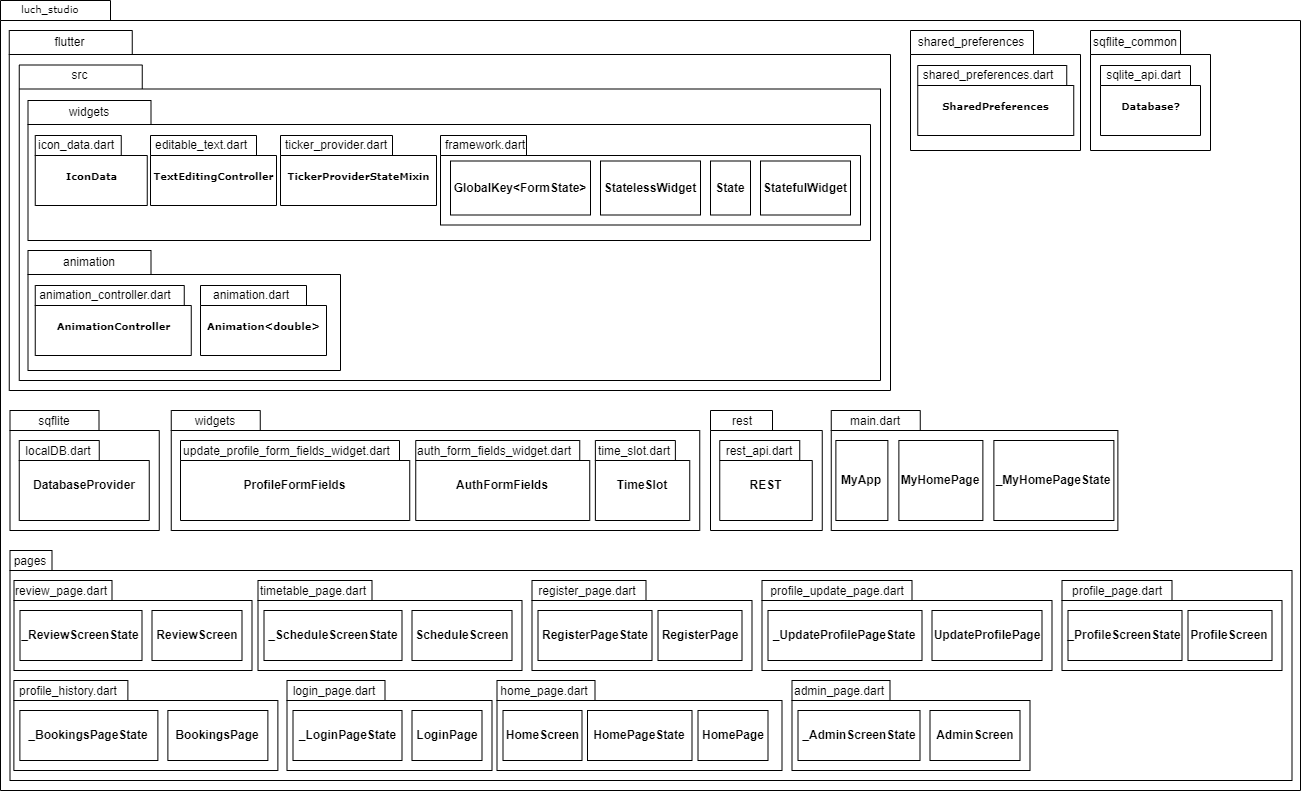 luch_studio
flutter
shared_preferences
sqflite_common
src
shared_preferences.dart
sqlite_api.dart
SharedPreferences
Database?
widgets
icon_data.dart
editable_text.dart
ticker_provider.dart
framework.dart
IconData
TextEditingController
TickerProviderStateMixin
GlobalKey<FormState>
StatelessWidget
State
StatefulWidget
animation
animation_controller.dart
animation.dart
AnimationController
Animation<double>
sqflite
widgets
rest
main.dart
localDB.dart
update_profile_form_fields_widget.dart
auth_form_fields_widget.dart
time_slot.dart
rest_api.dart
DatabaseProvider
ProfileFormFields
AuthFormFields
TimeSlot
REST
MyApp
MyHomePage
_MyHomePageState
pages
review_page.dart
timetable_page.dart
register_page.dart
profile_update_page.dart
profile_page.dart
_ReviewScreenState
ReviewScreen
_ScheduleScreenState
ScheduleScreen
RegisterPageState
RegisterPage
_UpdateProfilePageState
UpdateProfilePage
_ProfileScreenState
ProfileScreen
profile_history.dart
login_page.dart
home_page.dart
admin_page.dart
_BookingsPageState
BookingsPage
_LoginPageState
LoginPage
HomeScreen
HomePageState
HomePage
_AdminScreenState
AdminScreen